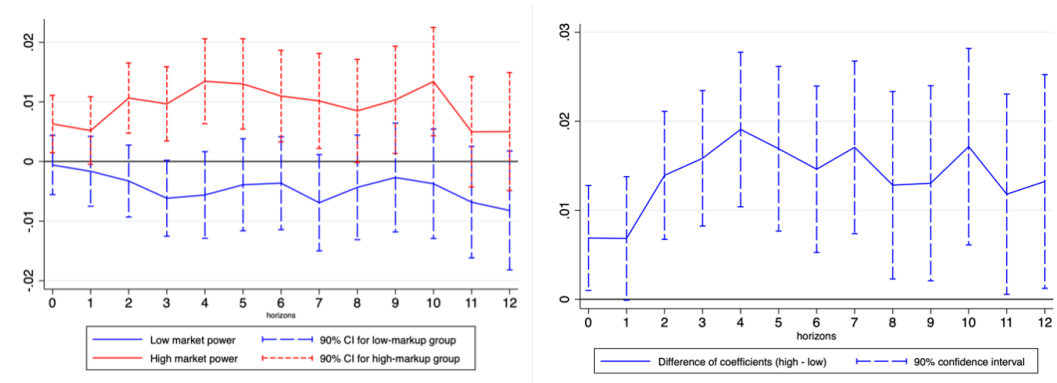 .02
.01
0
-.01
-.02
0 1 2 3 4 5 6 7 8 9 10 11 12
horizons
Low market power 90% CI for low-markup group
High market power 90% CI for high-markup group
.03
.02
.01
0
0 1 2 3 4 5 6 7 8 9 10 11 12
horizons
Difference of coefficients (high - low) 90% confidence interval